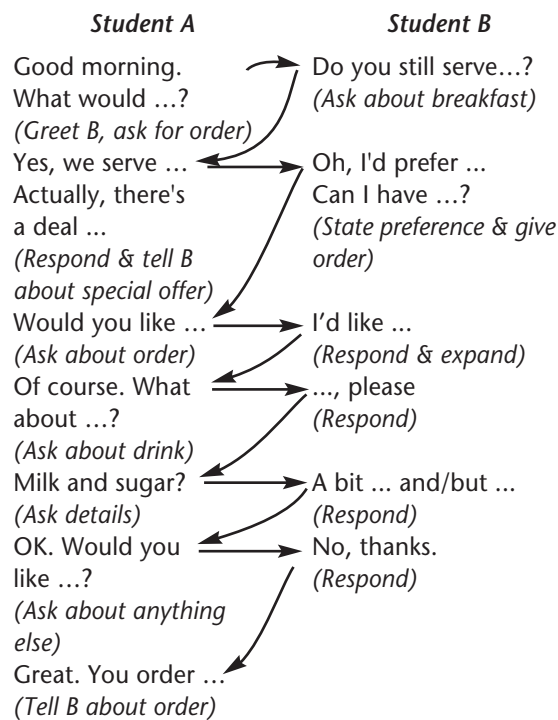 Student A
Student B
Good morning.
What would …?
(Greet B, ask for order)
Do you still serve…?
(Ask about breakfast)
Yes, we serve …
Actually, there's
a deal ...
(Respond & tell B
about special offer)
Oh, I'd prefer ...
Can I have …?
(State preference & give
order)
Would you like …
(Ask about order)
I’d like ...
(Respond & expand)
Of course. What
about …?
(Ask about drink)
..., please
(Respond)
Milk and sugar?
(Ask details)
A bit ... and/but ...
(Respond)
OK. Would you
like …?
(Ask about anything
else)
No, thanks.
(Respond)
Great. You order …
(Tell B about order)